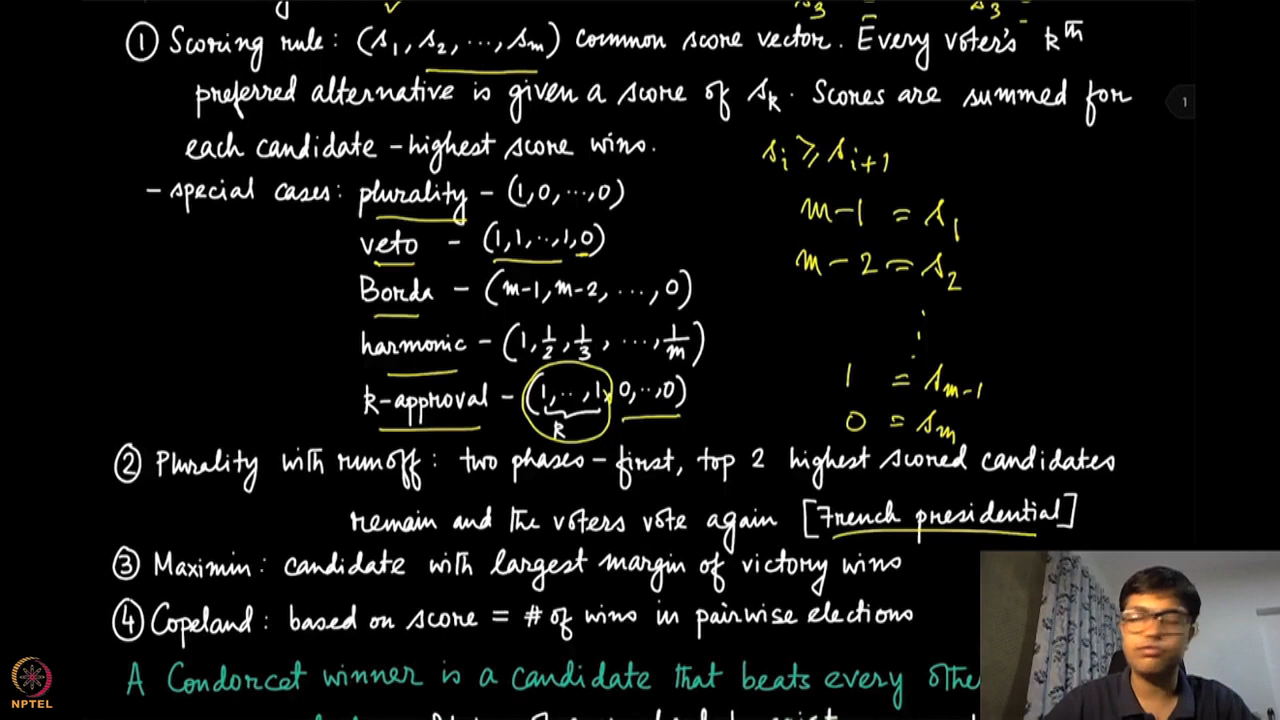 ① Scoring rule: (s₁, s₂, ..., sₘ) common score vector. Every voter's kᵗʰ
preferred alternative is given a score of sₖ. Scores are summed for
each candidate - highest score wins.
sᵢ ⩾ sᵢ₊₁
- special cases: plurality - (1,0,...,0)
m-1 = s₁
veto - (1,1,..,1,0)
m-2 = s₂
Borda - (m-1, m-2, ..., 0)
⋮
harmonic - (1, 1/2, 1/3, ..., 1/m)
1 = sₘ₋₁
k-approval - (1,..,1, 0,..,0)
k
0 = sₘ
② Plurality with runoff: two phases - first, top 2 highest scored candidates
remain and the voters vote again [French presidential]
③ Maximin: candidate with largest margin of victory wins
④ Copeland: based on score = # of wins in pairwise elections
A Condorcet winner is a candidate that beats every othe
NPTEL
1